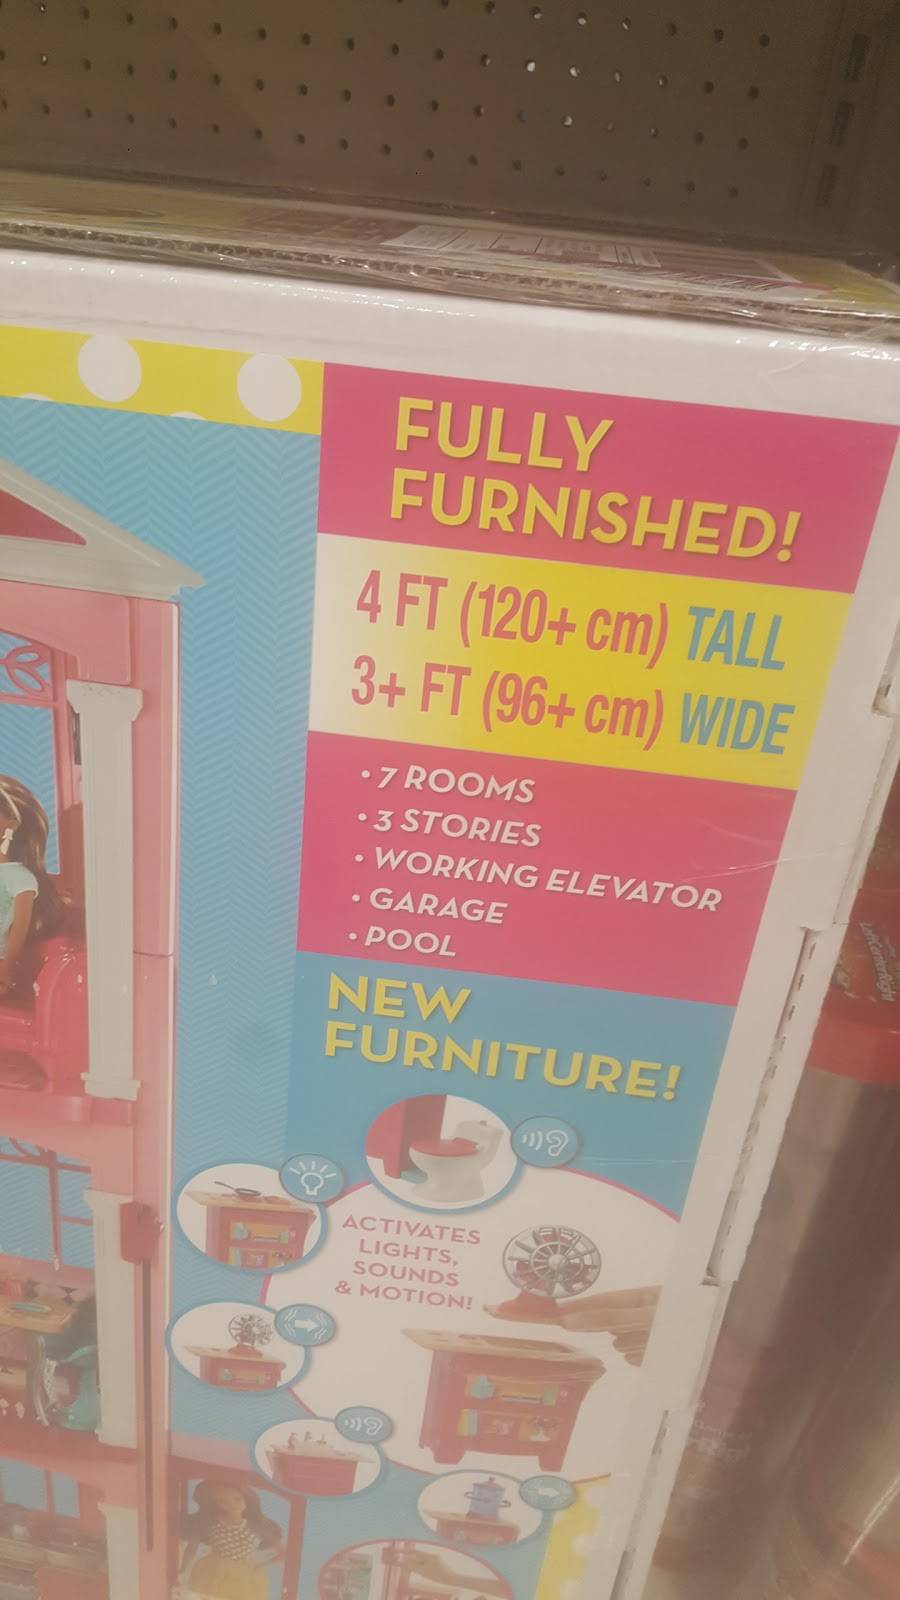 FULLY
FURNISHED!
4 FT (120+ cm) TALL
3+ FT (96+ cm) WIDE
• 7 ROOMS
• 3 STORIES
• WORKING ELEVATOR
• GARAGE
• POOL
NEW
FURNITURE!
ACTIVATES
LIGHTS,
SOUNDS
& MOTION!